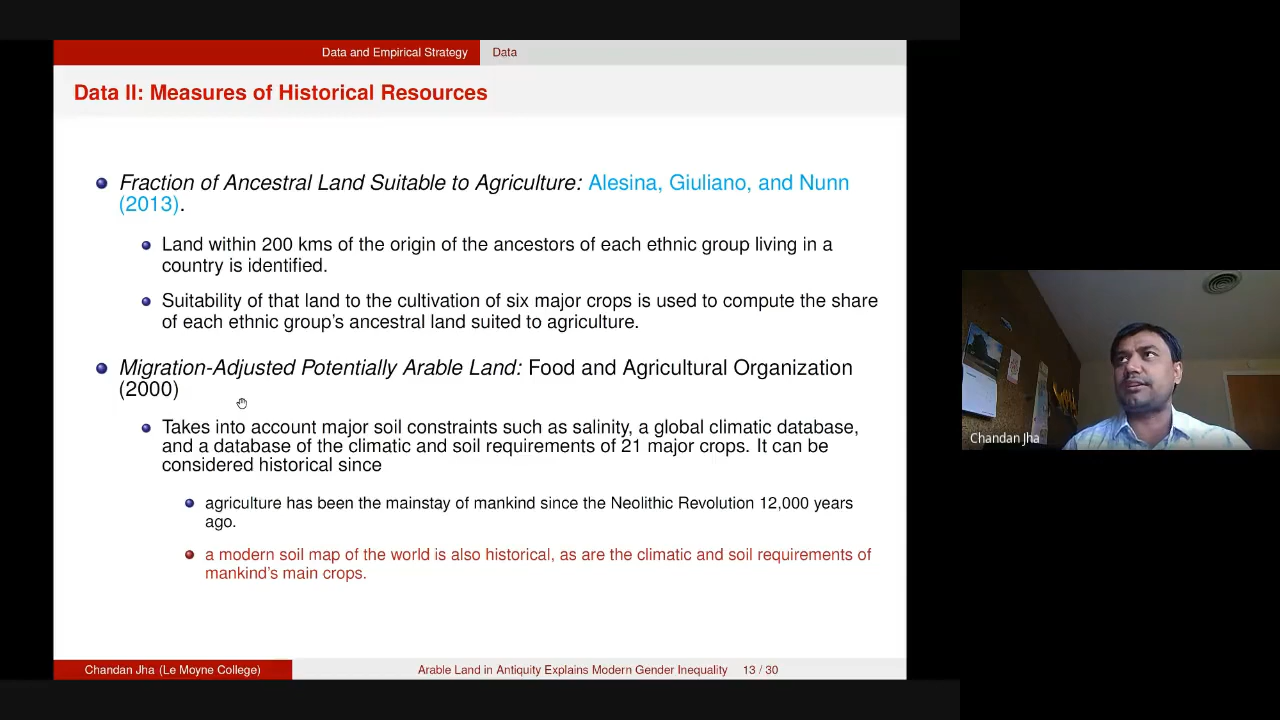 Data and Empirical Strategy Data
Data II: Measures of Historical Resources
Fraction of Ancestral Land Suitable to Agriculture: Alesina, Giuliano, and Nunn
(2013).
Land within 200 kms of the origin of the ancestors of each ethnic group living in a
country is identified.
Suitability of that land to the cultivation of six major crops is used to compute the share
of each ethnic group's ancestral land suited to agriculture.
Migration-Adjusted Potentially Arable Land: Food and Agricultural Organization
(2000)
Takes into account major soil constraints such as salinity, a global climatic database,
and a database of the climatic and soil requirements of 21 major crops. It can be
considered historical since
agriculture has been the mainstay of mankind since the Neolithic Revolution 12,000 years
ago.
a modern soil map of the world is also historical, as are the climatic and soil requirements of
mankind's main crops.
Chandan Jha (Le Moyne College) Arable Land in Antiquity Explains Modern Gender Inequality 13 / 30
Chandan Jha